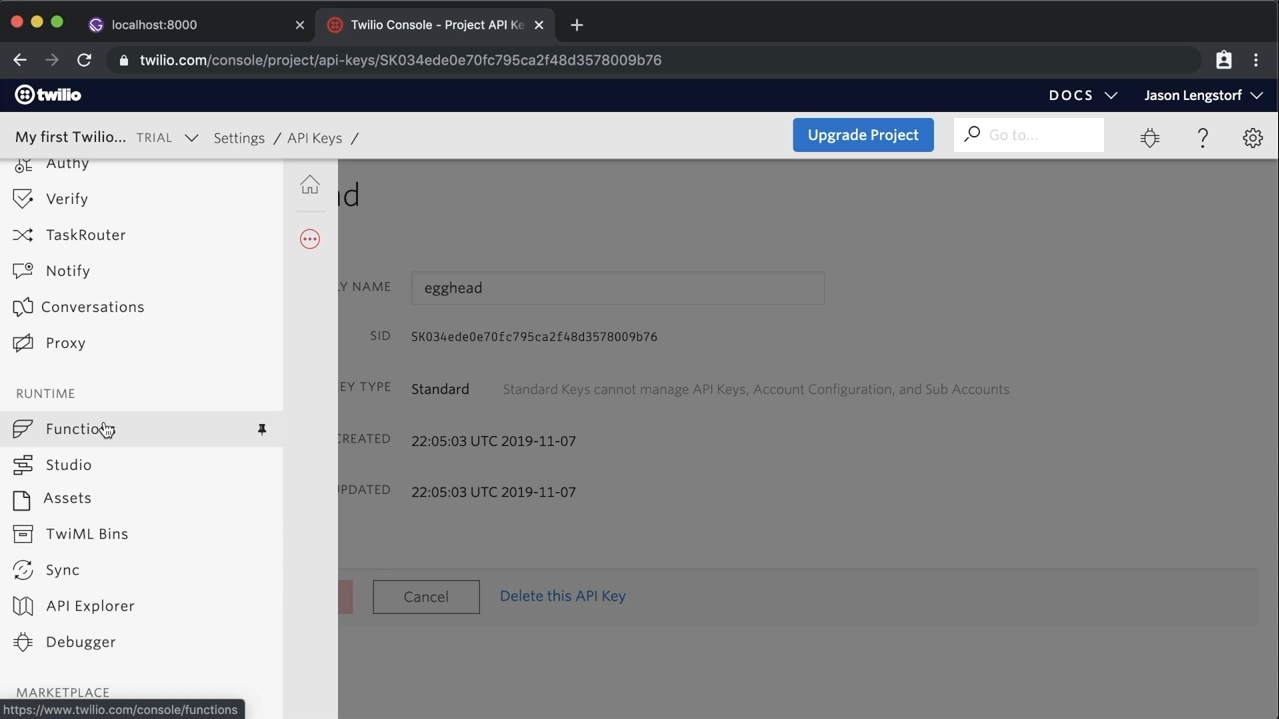 localhost:8000
Twilio Console - Project API Ke
twilio.com/console/project/api-keys/SK034ede0e70fc795ca2f48d3578009b76
twilio
DOCS
Jason Lengstorf
My first Twilio... TRIAL
Settings / API Keys /
Upgrade Project
Go to...
Authy
Verify
TaskRouter
Notify
Conversations
Proxy
RUNTIME
Functions
Studio
Assets
TwiML Bins
Sync
API Explorer
Debugger
MARKETPLACE
https://www.twilio.com/console/functions
ad
LY NAME egghead
SID SK034ede0e70fc795ca2f48d3578009b76
EY TYPE Standard Standard Keys cannot manage API Keys, Account Configuration, and Sub Accounts
CREATED 22:05:03 UTC 2019-11-07
UPDATED 22:05:03 UTC 2019-11-07
Cancel
Delete this API Key